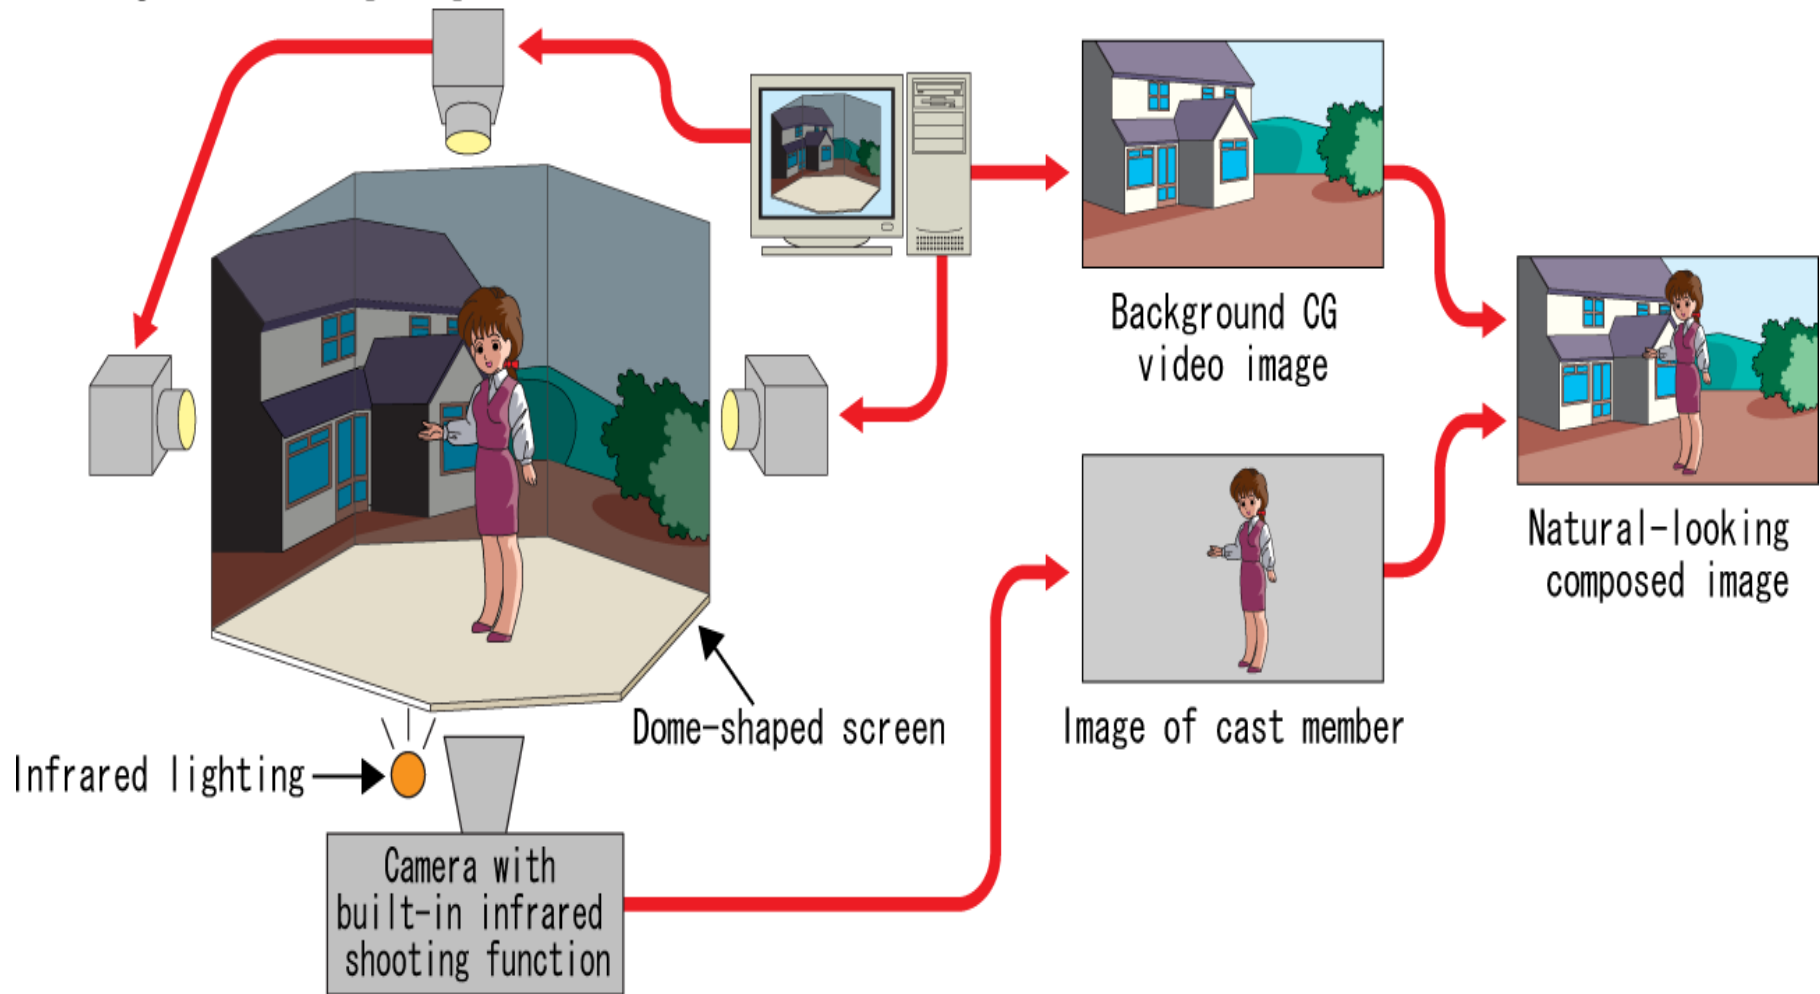 Background CG
video image
Natural-looking
composed image
Dome-shaped screen
Image of cast member
Infrared lighting
Camera with
built-in infrared
shooting function